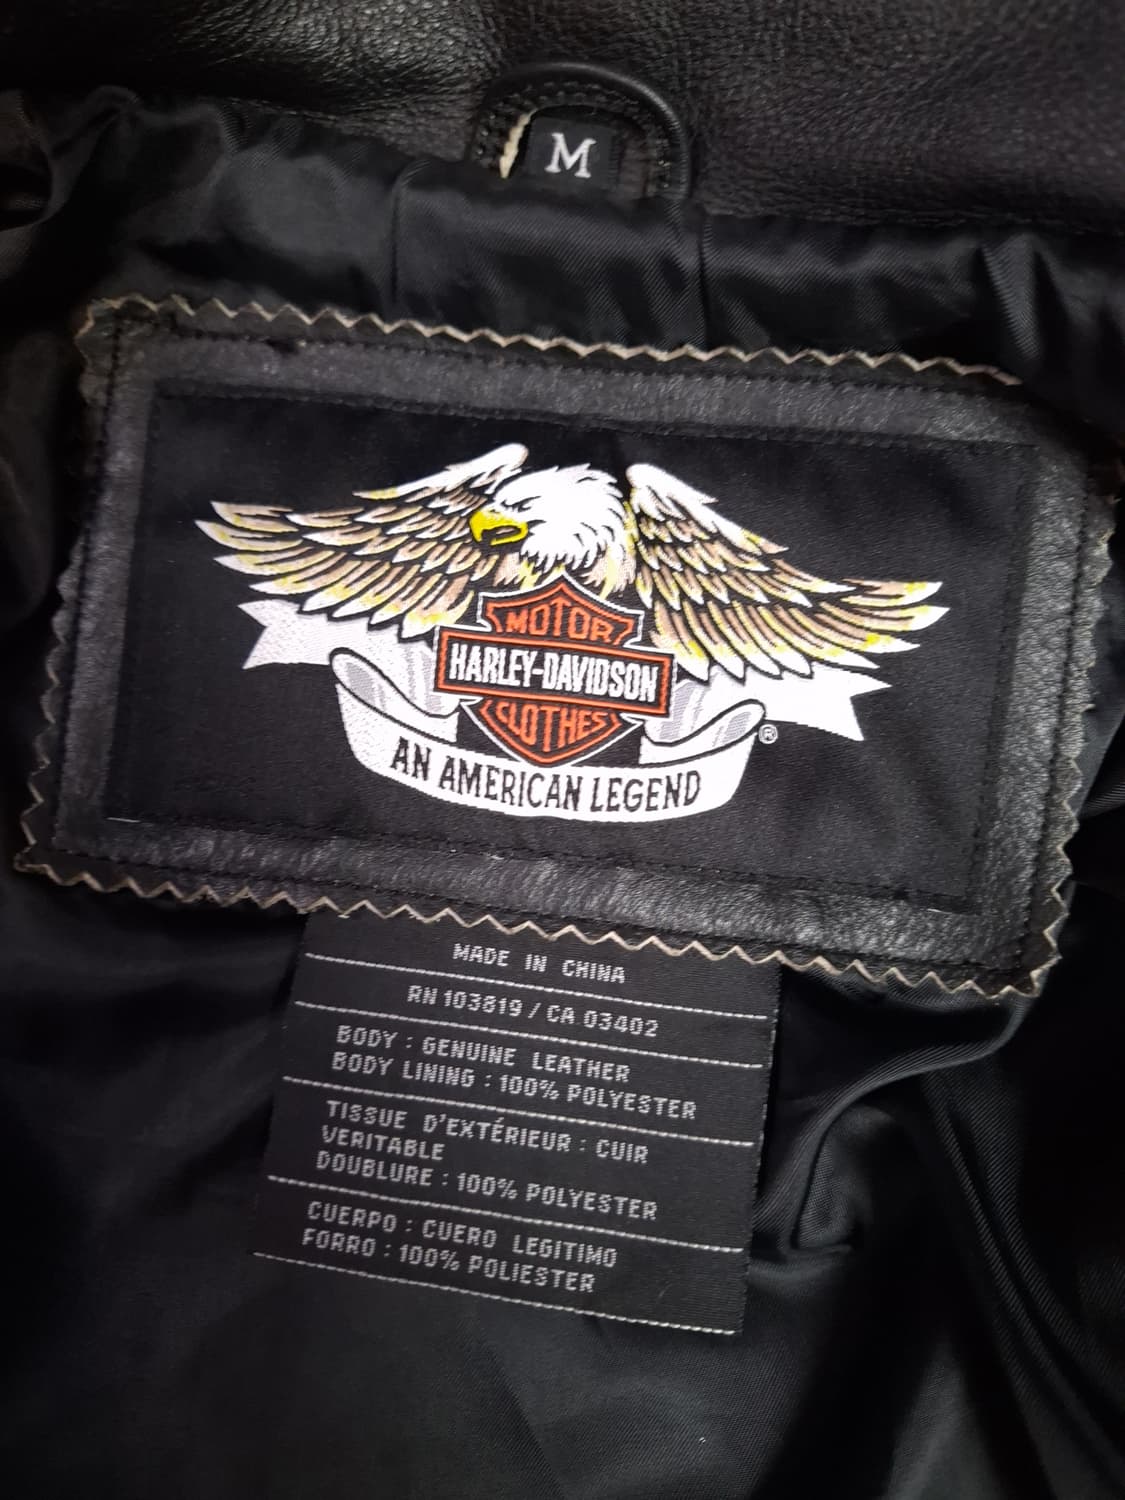 M
MOTOR
HARLEY-DAVIDSON
CLOTHES
AN AMERICAN LEGEND
®
MADE IN CHINA
RN 103819 / CA 03402
BODY : GENUINE LEATHER
BODY LINING : 100% POLYESTER
TISSUE D'EXTÉRIEUR : CUIR
VERITABLE
DOUBLURE : 100% POLYESTER
CUERPO : CUERO LEGITIMO
FORRO : 100% POLIESTER